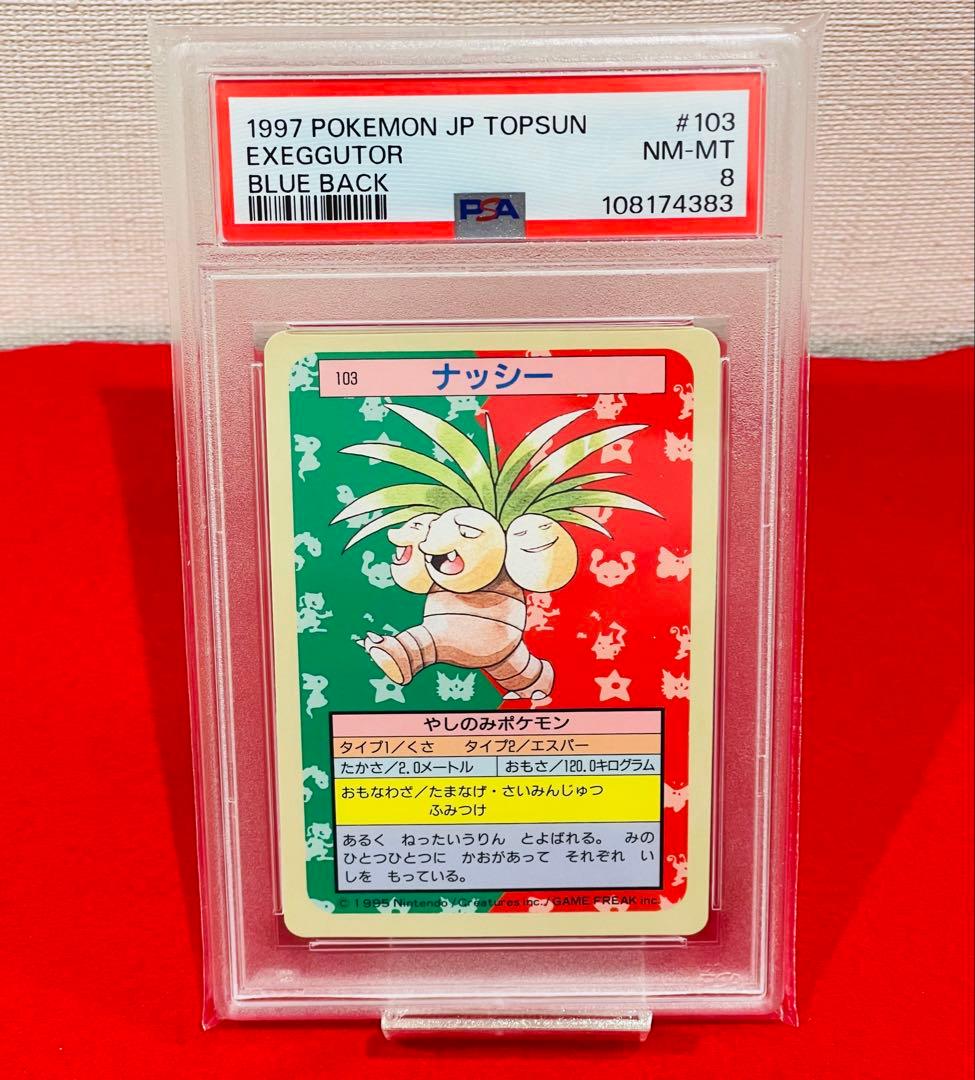 1997 POKEMON JP TOPSUN #103
EXEGGUTOR NM-MT
BLUE BACK 8
PSA 108174383
103 ナッシー
やしのみポケモン
タイプ1/くさ タイプ2/エスパー
たかさ/2.0メートル おもさ/120.0キログラム
おもなわざ/たまなげ・さいみんじゅつ
ふみつけ
あるく ねったいうりん とよばれる。 みの
ひとつひとつに かおがあって それぞれ い
しを もっている。
© 1995 Nintendo/Creatures inc./GAME FREAK inc.